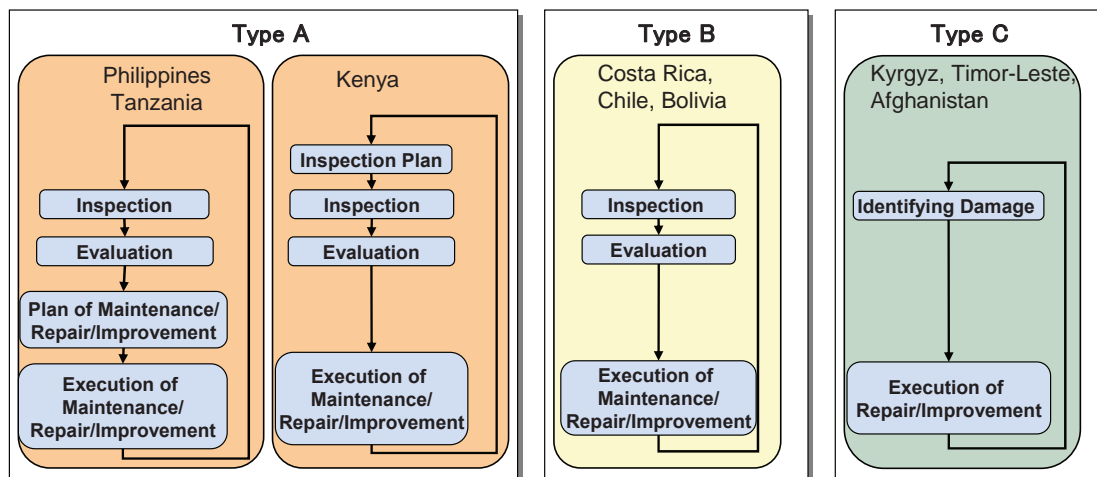 Type A
Philippines
Tanzania
Inspection
Evaluation
Plan of Maintenance/
Repair/Improvement
Execution of
Maintenance/
Repair/Improvement
Kenya
Inspection Plan
Inspection
Evaluation
Execution of
Maintenance/
Repair/Improvement
Type B
Costa Rica,
Chile, Bolivia
Inspection
Evaluation
Execution of
Maintenance/
Repair/Improvement
Type C
Kyrgyz, Timor-Leste,
Afghanistan
Identifying Damage
Execution of
Repair/Improvement